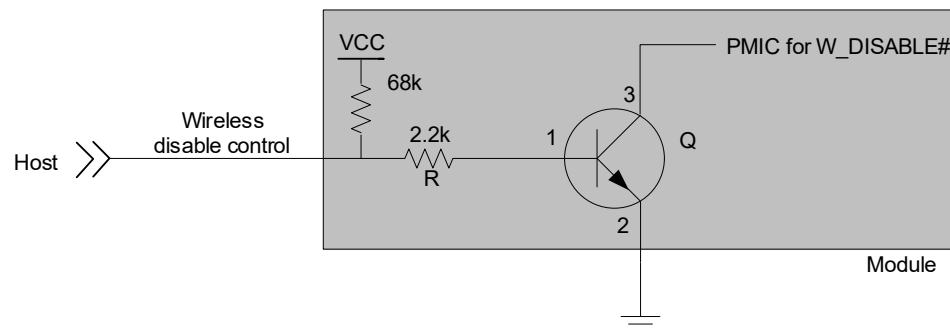 VCC
PMIC for W_DISABLE#
68k
3
Wireless
disable control
2.2k
1
Q
Host
R
2
Module